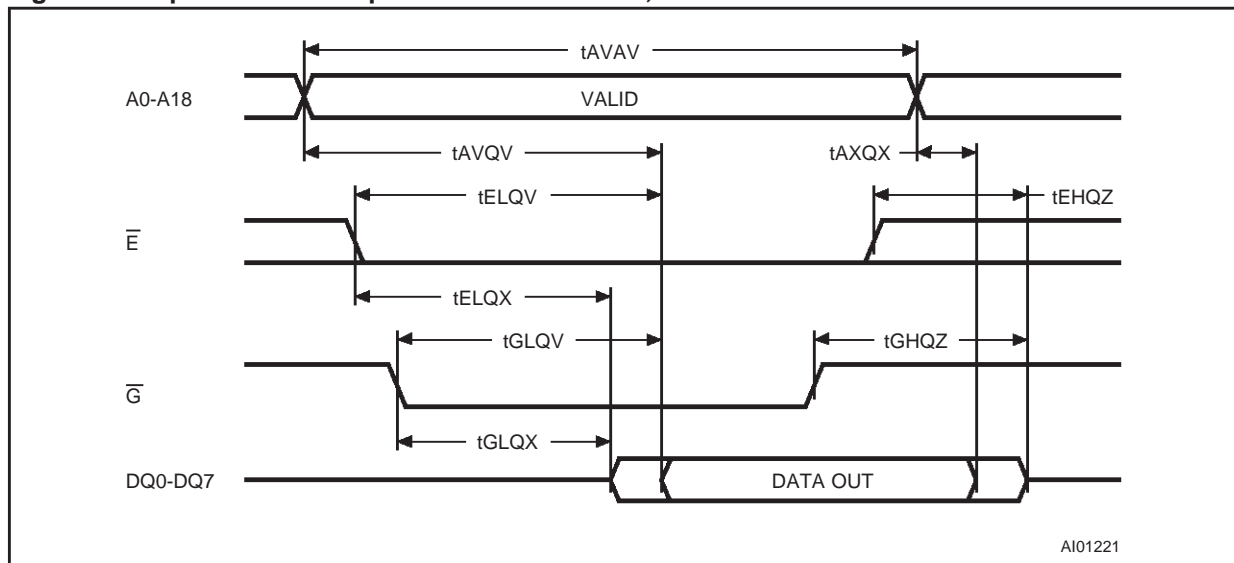 tAVAV
A0-A18
VALID
tAVQV
tAXQX
tELQV
tEHQZ
E̅
tELQX
tGLQV
tGHQZ
G̅
tGLQX
DQ0-DQ7
DATA OUT
AI01221